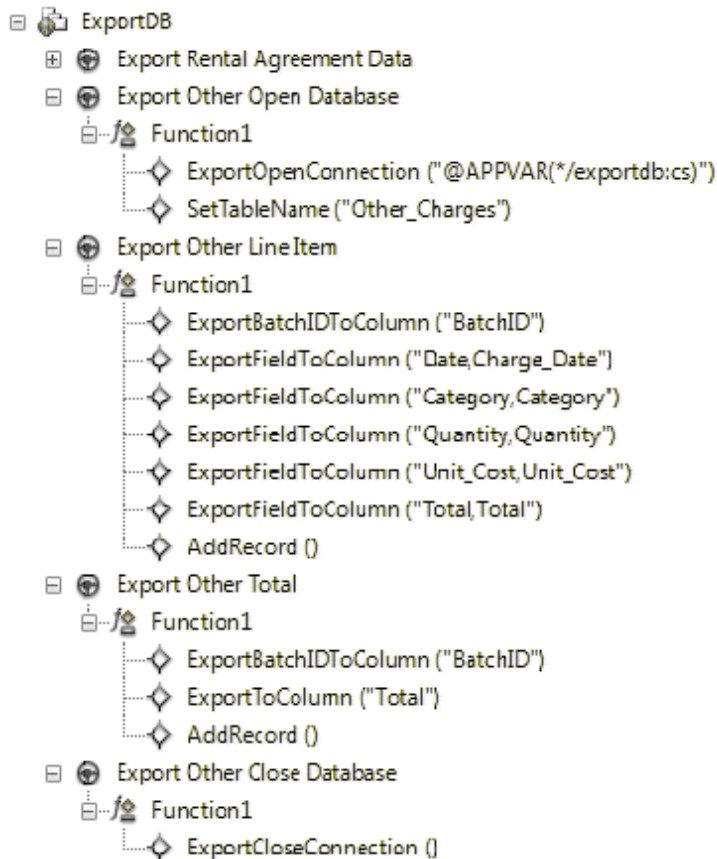 ExportDB
Export Rental Agreement Data
Export Other Open Database
Function1
ExportOpenConnection ("@APPVAR(*/exportdb:cs)")
SetTableName ("Other_Charges")
Export Other Line Item
Function1
ExportBatchIDToColumn ("BatchID")
ExportFieldToColumn ("Date,Charge_Date")
ExportFieldToColumn ("Category,Category")
ExportFieldToColumn ("Quantity,Quantity")
ExportFieldToColumn ("Unit_Cost,Unit_Cost")
ExportFieldToColumn ("Total,Total")
AddRecord ()
Export Other Total
Function1
ExportBatchIDToColumn ("BatchID")
ExportToColumn ("Total")
AddRecord ()
Export Other Close Database
Function1
ExportCloseConnection ()